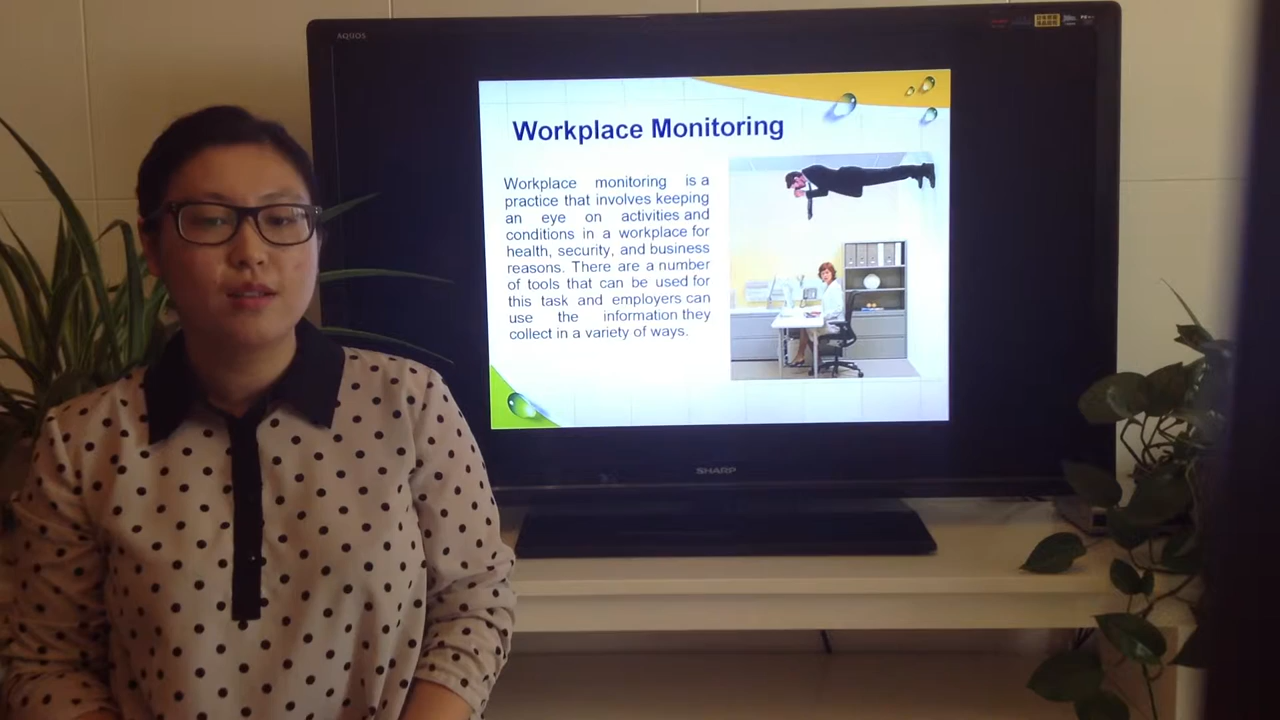 AQUOS
Workplace Monitoring
Workplace monitoring is a
practice that involves keeping
an eye on activities and
conditions in a workplace for
health, security, and business
reasons. There are a number
of tools that can be used for
this task and employers can
use the information they
collect in a variety of ways.
SHARP